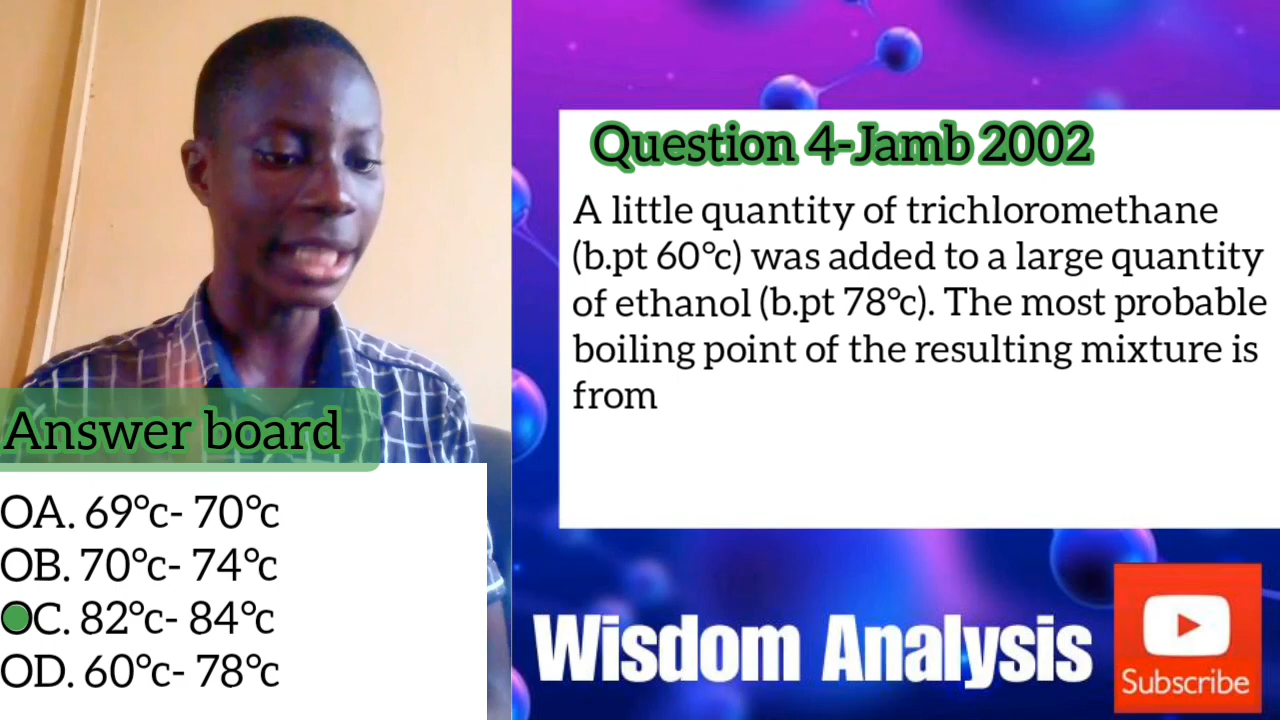 Question 4-Jamb 2002
A little quantity of trichloromethane
(b.pt 60°c) was added to a large quantity
of ethanol (b.pt 78°c). The most probable
boiling point of the resulting mixture is
from
Answer board
OA. 69°c- 70°c
OB. 70°c- 74°c
OC. 82°c- 84°c
OD. 60°c- 78°c
Wisdom Analysis
Subscribe